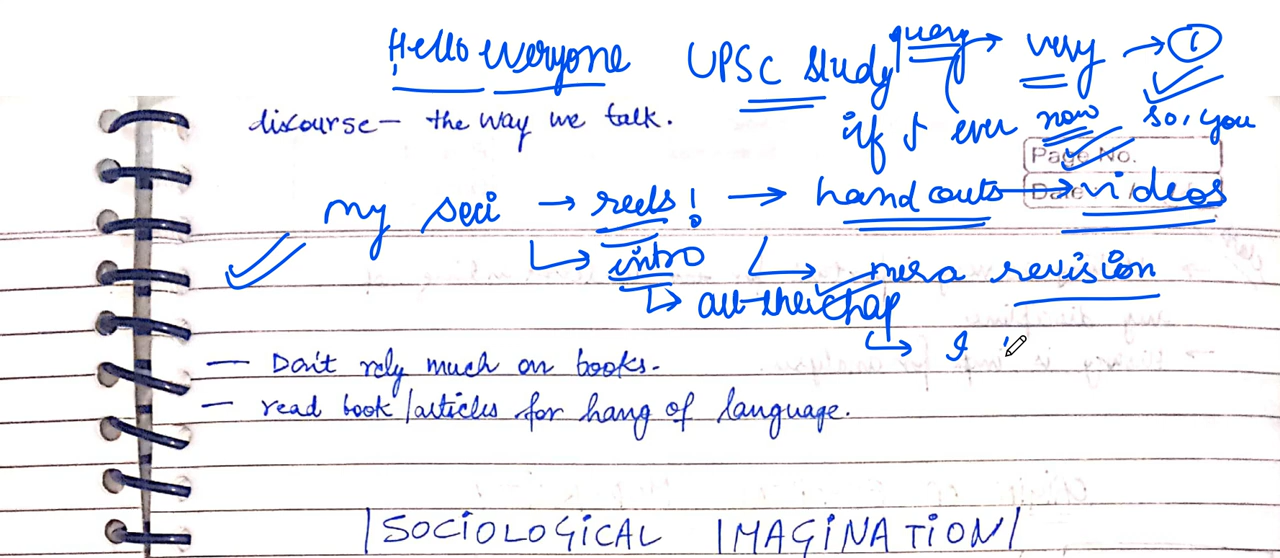 Hello everyone UPSC study query → very → 1
discourse — the way we talk.
if I ever now so, you
Page No.
my soci → reels! → handouts → videos
Date
intro mera revision
all the chap
I
— Don't rely much on books.
— read book/articles for hang of language.
|SOCIOLOGICAL IMAGINATION|